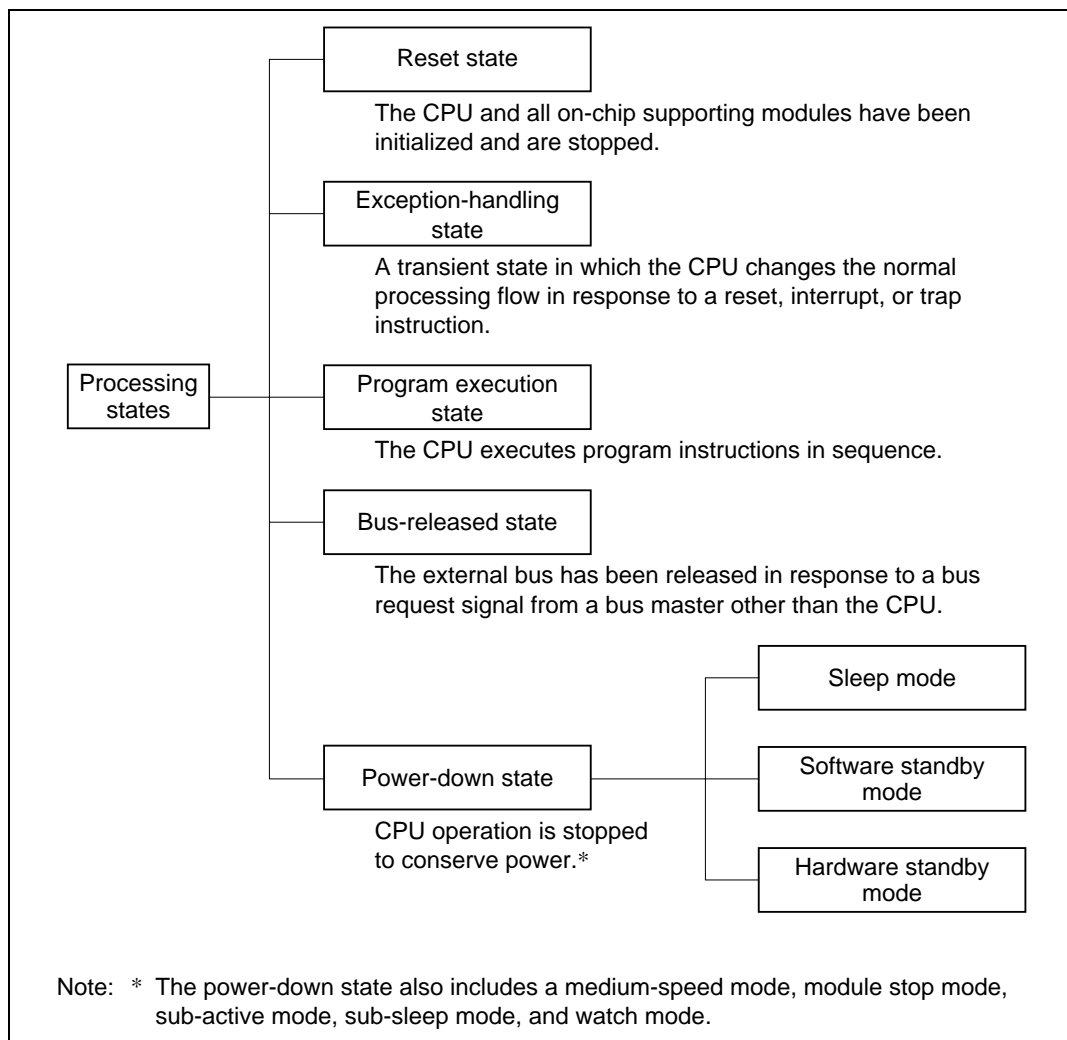 Reset state
The CPU and all on-chip supporting modules have been
initialized and are stopped.
Exception-handling
state
A transient state in which the CPU changes the normal
processing flow in response to a reset, interrupt, or trap
instruction.
Processing
states
Program execution
state
The CPU executes program instructions in sequence.
Bus-released state
The external bus has been released in response to a bus
request signal from a bus master other than the CPU.
Power-down state
CPU operation is stopped
to conserve power.*
Sleep mode
Software standby
mode
Hardware standby
mode
Note: * The power-down state also includes a medium-speed mode, module stop mode,
sub-active mode, sub-sleep mode, and watch mode.